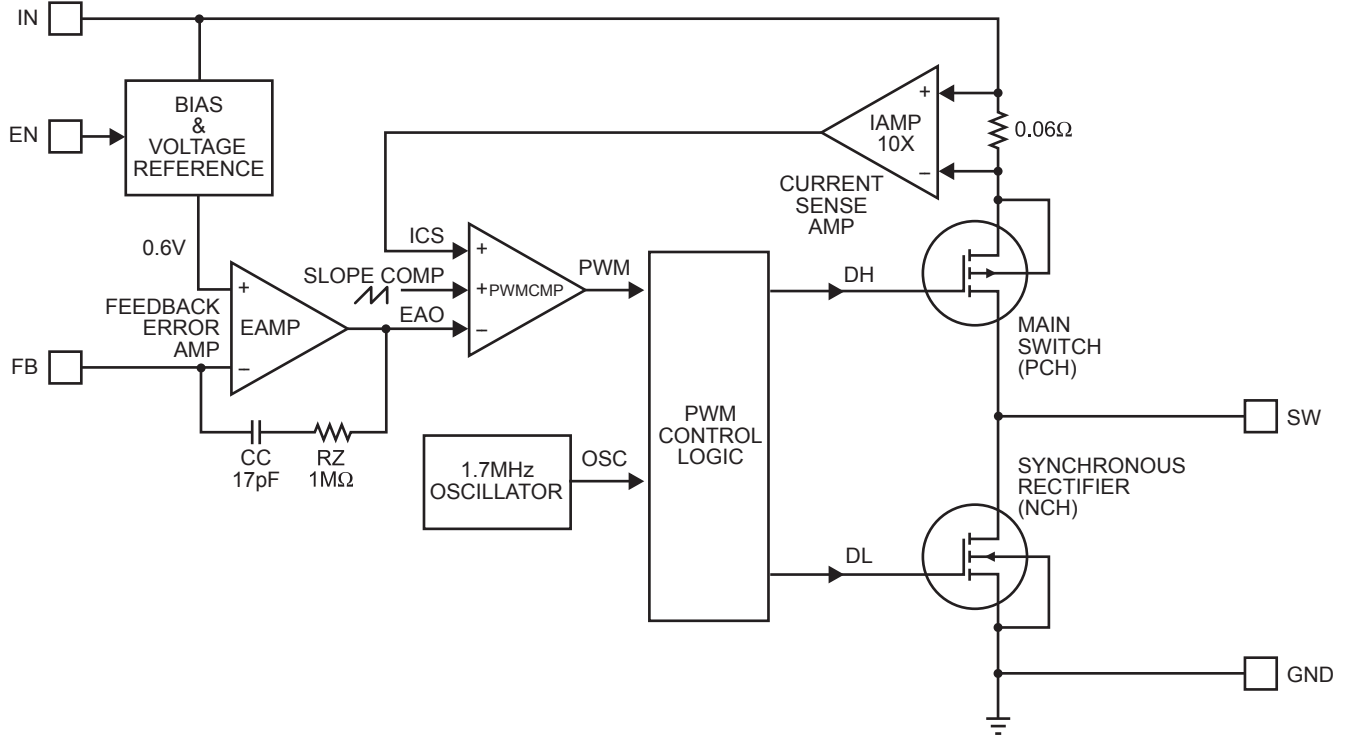 IN
BIAS
&
VOLTAGE
REFERENCE
EN
0.6V
FEEDBACK
ERROR
AMP
FB
+
EAMP
–
CC
17pF
RZ
1MΩ
ICS
SLOPE COMP
EAO
+
+PWMCMP
–
PWM
1.7MHz
OSCILLATOR
OSC
PWM
CONTROL
LOGIC
+
IAMP
10X
–
CURRENT
SENSE
AMP
0.06Ω
DH
MAIN
SWITCH
(PCH)
SW
SYNCHRONOUS
RECTIFIER
(NCH)
DL
GND